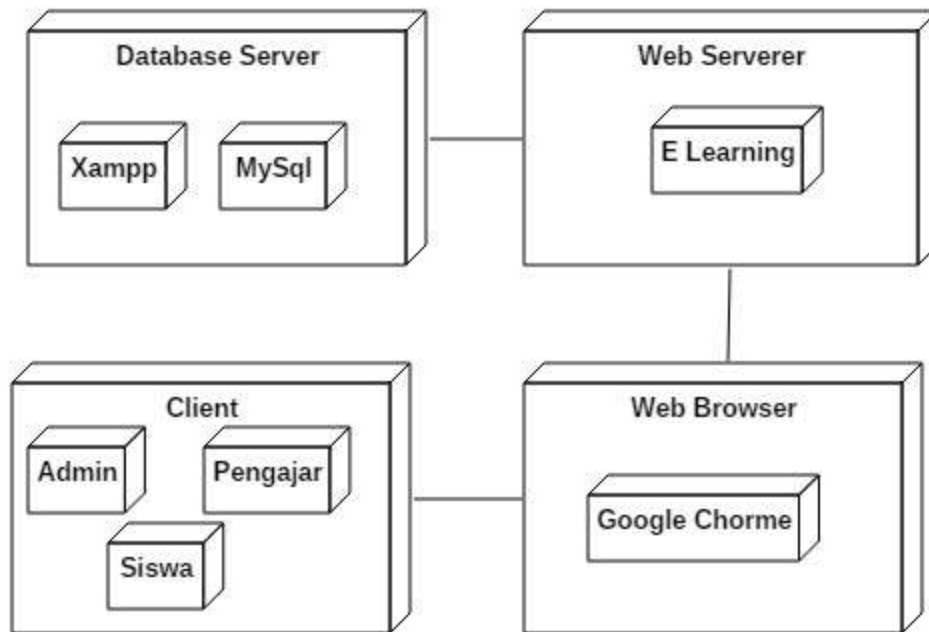 Database Server
Xampp
MySql
Web Serverer
E Learning
Client
Admin
Pengajar
Siswa
Web Browser
Google Chorme